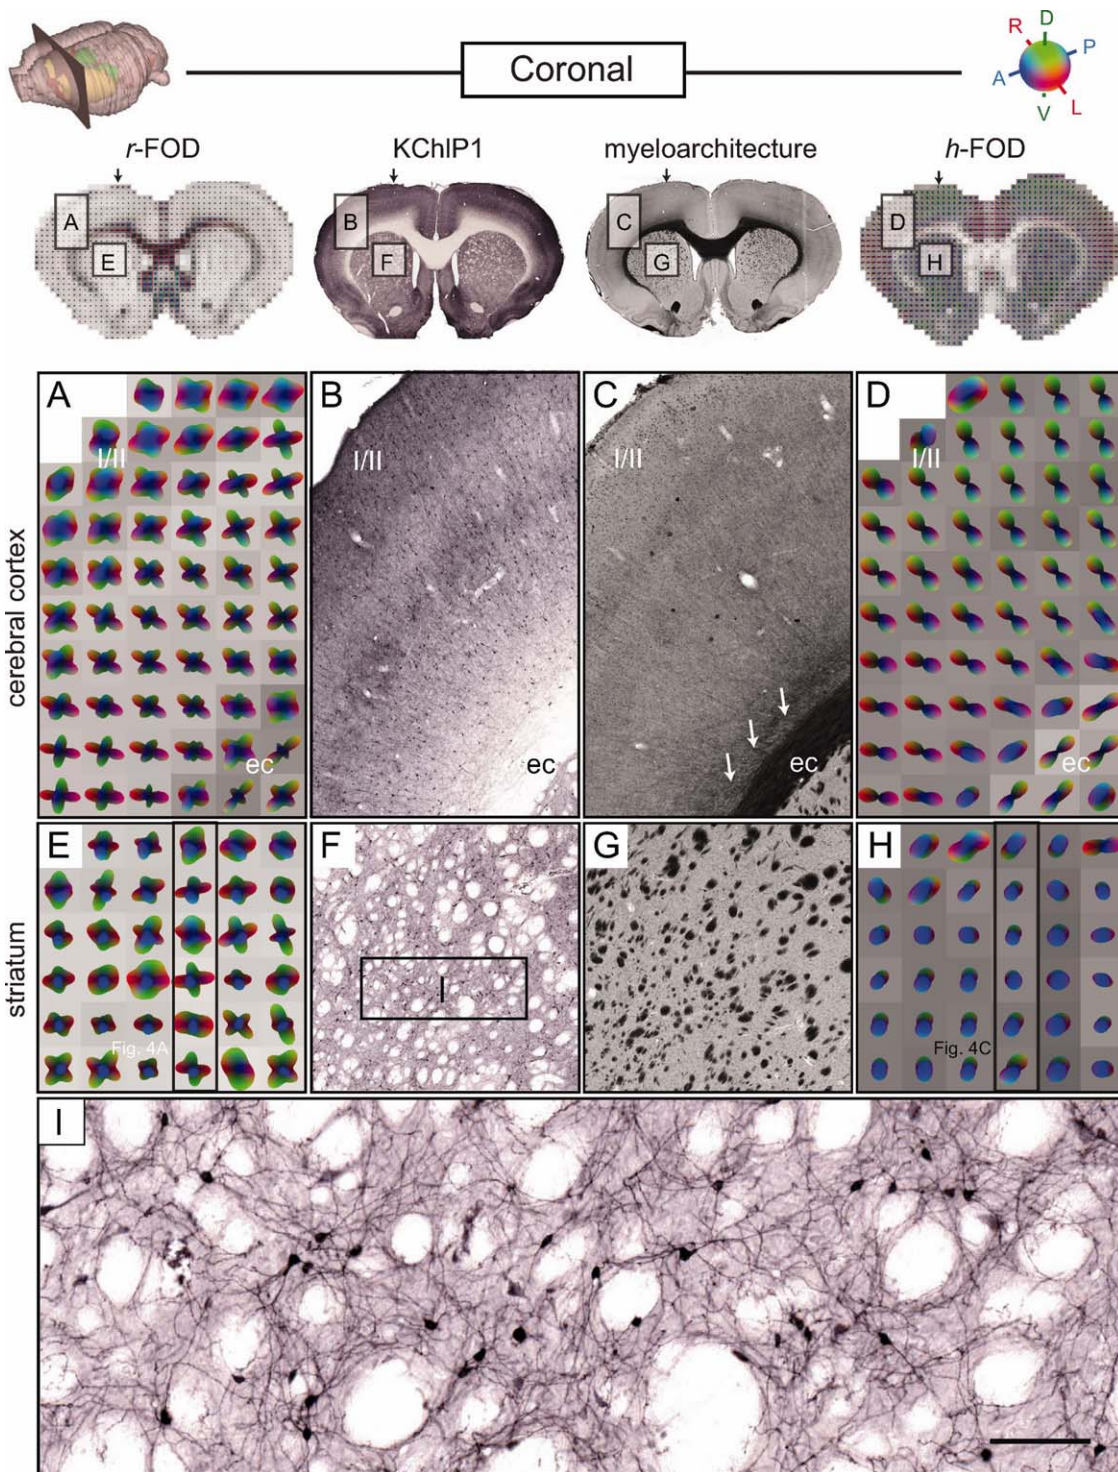 Coronal
R D P
A
V L
r-FOD KChIP1 myeloarchitecture h-FOD
A B C D
E F G H
cerebral cortex
A B C D
I/II I/II I/II I/II
ec ec ec ec
striatum
E F G H
I
Fig. 4A Fig. 4C
I